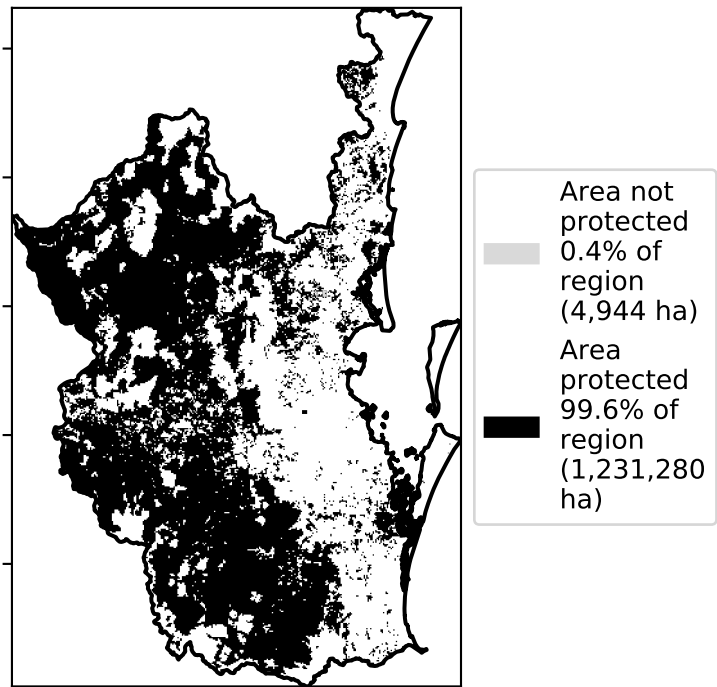 Area not
protected
0.4% of
region
(4,944 ha)
Area
protected
99.6% of
region
(1,231,280
ha)